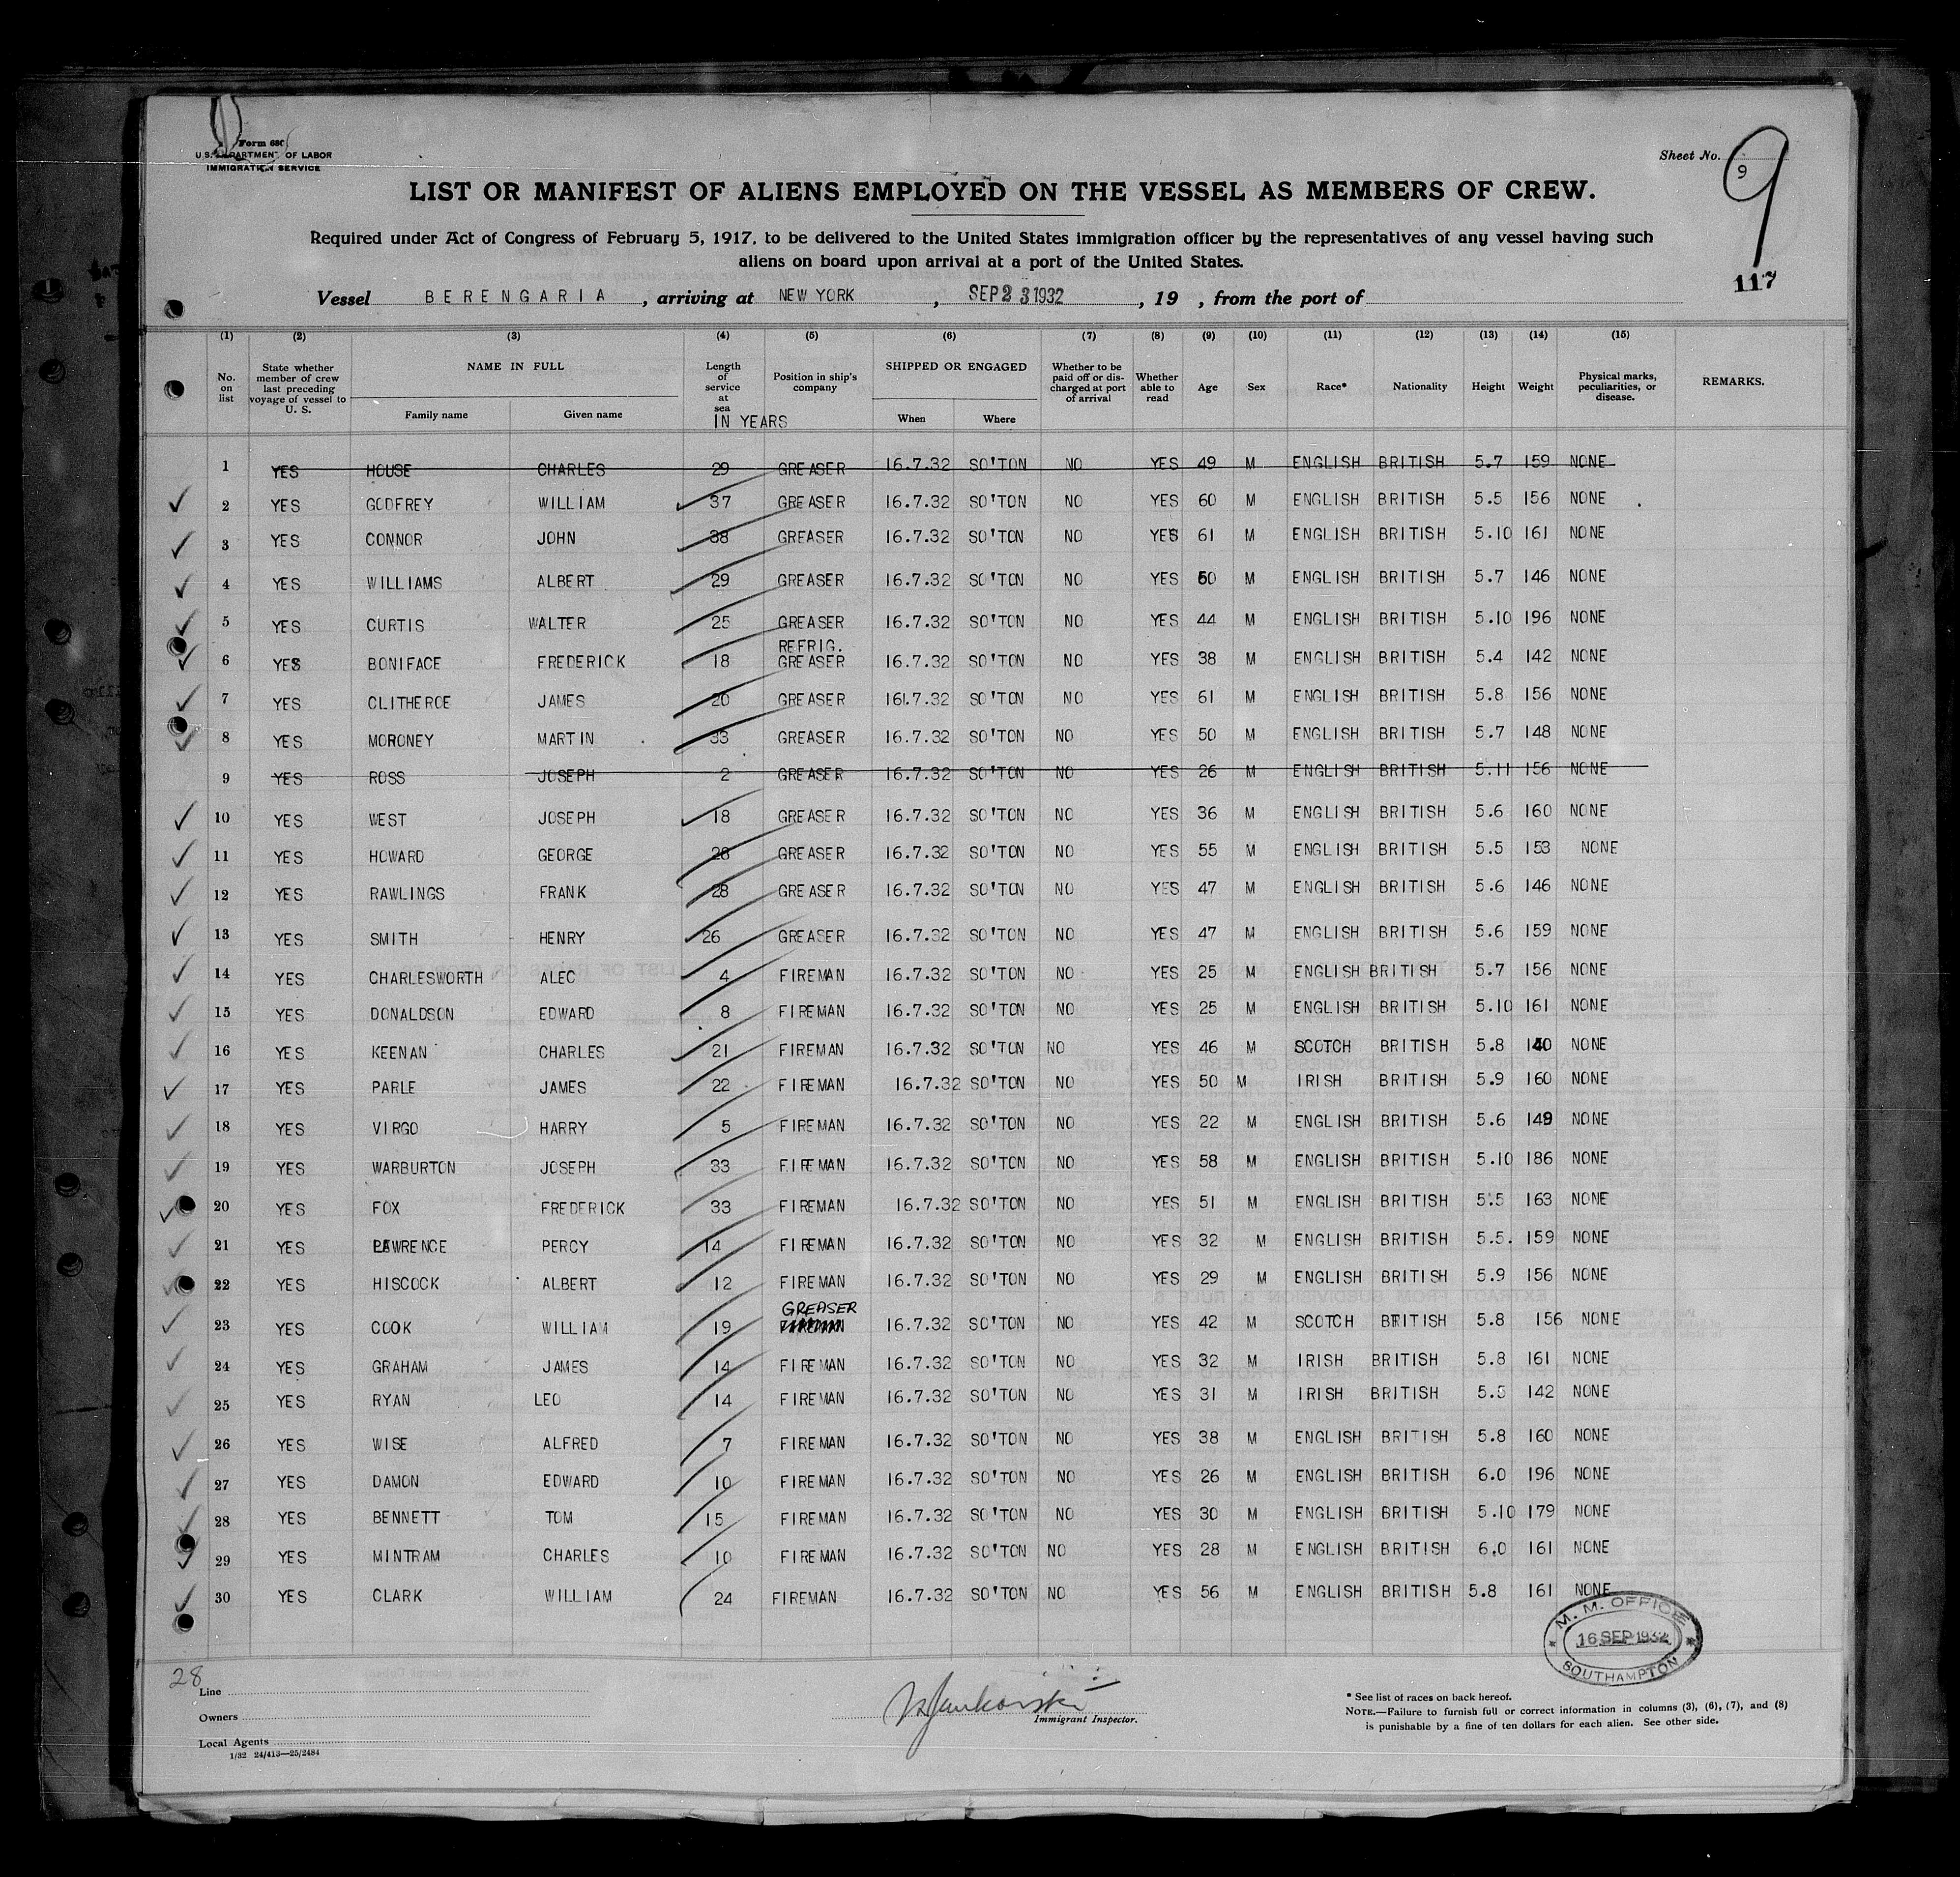 Form 680
U.S. DEPARTMENT OF LABOR
IMMIGRATION SERVICE
Sheet No. 9
9
117
LIST OR MANIFEST OF ALIENS EMPLOYED ON THE VESSEL AS MEMBERS OF CREW.
Required under Act of Congress of February 5, 1917, to be delivered to the United States immigration officer by the representatives of any vessel having such
aliens on board upon arrival at a port of the United States.
Vessel BERENGARIA, arriving at NEW YORK, SEP 23 1932, 19 , from the port of
(1) (2) (3) (4) (5) (6) (7) (8) (9) (10) (11) (12) (13) (14) (15)
No. on list State whether member of crew last preceding voyage of vessel to U. S. NAME IN FULL Family name Given name Length of service at sea IN YEARS Position in ship's company SHIPPED OR ENGAGED When Where Whether to be paid off or discharged at port of arrival Whether able to read Age Sex Race* Nationality Height Weight Physical marks, peculiarities, or disease. REMARKS.
1 YES HOUSE CHARLES 29 GREASER 16.7.32 SO'TON NO YES 49 M ENGLISH BRITISH 5.7 159 NONE
2 YES GODFREY WILLIAM 37 GREASER 16.7.32 SO'TON NO YES 60 M ENGLISH BRITISH 5.5 156 NONE
3 YES CONNOR JOHN 38 GREASER 16.7.32 SO'TON NO YES 61 M ENGLISH BRITISH 5.10 161 NONE
4 YES WILLIAMS ALBERT 29 GREASER 16.7.32 SO'TON NO YES 50 M ENGLISH BRITISH 5.7 146 NONE
5 YES CURTIS WALTER 25 GREASER 16.7.32 SO'TON NO YES 44 M ENGLISH BRITISH 5.10 196 NONE
6 YES BONIFACE FREDERICK 18 REFRIG. GREASER 16.7.32 SO'TON NO YES 38 M ENGLISH BRITISH 5.4 142 NONE
7 YES CLITHEROE JAMES 20 GREASER 16.7.32 SO'TON NO YES 61 M ENGLISH BRITISH 5.8 156 NONE
8 YES MORONEY MARTIN 33 GREASER 16.7.32 SO'TON NO YES 50 M ENGLISH BRITISH 5.7 148 NONE
9 YES ROSS JOSEPH 2 GREASER 16.7.32 SO'TON NO YES 26 M ENGLISH BRITISH 5.11 156 NONE
10 YES WEST JOSEPH 18 GREASER 16.7.32 SO'TON NO YES 36 M ENGLISH BRITISH 5.6 160 NONE
11 YES HOWARD GEORGE 28 GREASER 16.7.32 SO'TON NO YES 55 M ENGLISH BRITISH 5.5 153 NONE
12 YES RAWLINGS FRANK 28 GREASER 16.7.32 SO'TON NO YES 47 M ENGLISH BRITISH 5.6 146 NONE
13 YES SMITH HENRY 26 GREASER 16.7.32 SO'TON NO YES 47 M ENGLISH BRITISH 5.6 159 NONE
14 YES CHARLESWORTH ALEC 4 FIREMAN 16.7.32 SO'TON NO YES 25 M ENGLISH BRITISH 5.7 156 NONE
15 YES DONALDSON EDWARD 8 FIREMAN 16.7.32 SO'TON NO YES 25 M ENGLISH BRITISH 5.10 161 NONE
16 YES KEENAN CHARLES 21 FIREMAN 16.7.32 SO'TON NO YES 46 M SCOTCH BRITISH 5.8 140 NONE
17 YES PARLE JAMES 22 FIREMAN 16.7.32 SO'TON NO YES 50 M IRISH BRITISH 5.9 160 NONE
18 YES VIRGO HARRY 5 FIREMAN 16.7.32 SO'TON NO YES 22 M ENGLISH BRITISH 5.6 149 NONE
19 YES WARBURTON JOSEPH 33 FIREMAN 16.7.32 SO'TON NO YES 58 M ENGLISH BRITISH 5.10 186 NONE
20 YES FOX FREDERICK 33 FIREMAN 16.7.32 SO'TON NO YES 51 M ENGLISH BRITISH 5.5 163 NONE
21 YES LAWRENCE PERCY 14 FIREMAN 16.7.32 SO'TON NO YES 32 M ENGLISH BRITISH 5.5. 159 NONE
22 YES HISCOCK ALBERT 12 FIREMAN 16.7.32 SO'TON NO YES 29 M ENGLISH BRITISH 5.9 156 NONE
23 YES COOK WILLIAM 19 GREASER FIREMAN 16.7.32 SO'TON NO YES 42 M SCOTCH BRITISH 5.8 156 NONE
24 YES GRAHAM JAMES 14 FIREMAN 16.7.32 SO'TON NO YES 32 M IRISH BRITISH 5.8 161 NONE
25 YES RYAN LEO 14 FIREMAN 16.7.32 SO'TON NO YES 31 M IRISH BRITISH 5.5 142 NONE
26 YES WISE ALFRED 7 FIREMAN 16.7.32 SO'TON NO YES 38 M ENGLISH BRITISH 5.8 160 NONE
27 YES DAMON EDWARD 10 FIREMAN 16.7.32 SO'TON NO YES 26 M ENGLISH BRITISH 6.0 196 NONE
28 YES BENNETT TOM 15 FIREMAN 16.7.32 SO'TON NO YES 30 M ENGLISH BRITISH 5.10 179 NONE
29 YES MINTRAM CHARLES 10 FIREMAN 16.7.32 SO'TON NO YES 28 M ENGLISH BRITISH 6.0 161 NONE
30 YES CLARK WILLIAM 24 FIREMAN 16.7.32 SO'TON NO YES 56 M ENGLISH BRITISH 5.8 161 NONE
M. M. OFFICE
16 SEP 1932
SOUTHAMPTON
28
Line
Owners
Local Agents
1/32 24/413—25/2484
Immigrant Inspector.
* See list of races on back hereof.
NOTE.—Failure to furnish full or correct information in columns (3), (6), (7), and (8)
is punishable by a fine of ten dollars for each alien. See other side.